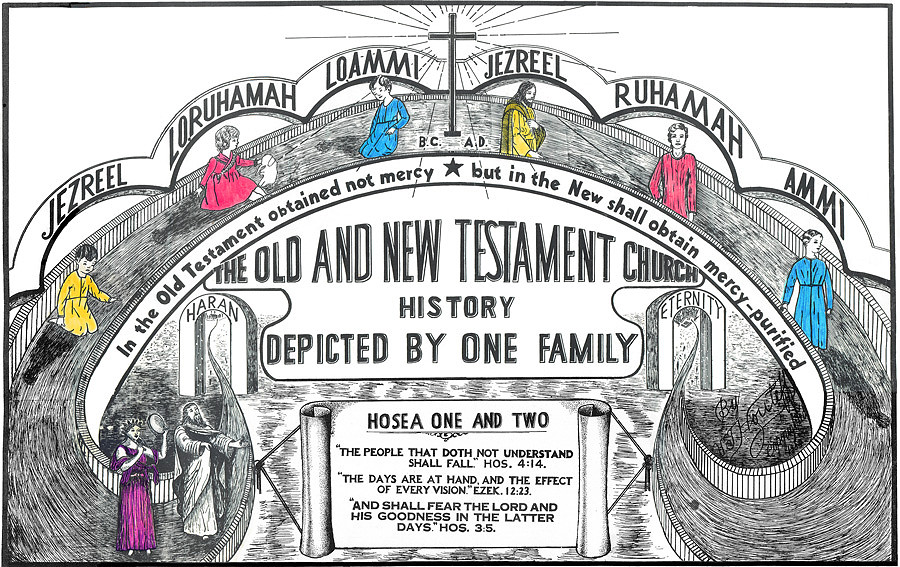 JEZREEL
LORUHAMAH
LOAMMI
JEZREEL
RUHAMAH
AMMI
B.C. A.D.
In the Old Testament obtained not mercy ★ but in the New shall obtain mercy-purified
THE OLD AND NEW TESTAMENT CHURCH
HISTORY
DEPICTED BY ONE FAMILY
HARAN
ETERNITY
HOSEA ONE AND TWO
"THE PEOPLE THAT DOTH NOT UNDERSTAND
SHALL FALL." HOS. 4:14.
"THE DAYS ARE AT HAND, AND THE EFFECT
OF EVERY VISION." EZEK. 12:23.
"AND SHALL FEAR THE LORD AND
HIS GOODNESS IN THE LATTER
DAYS." HOS. 3:5.
By